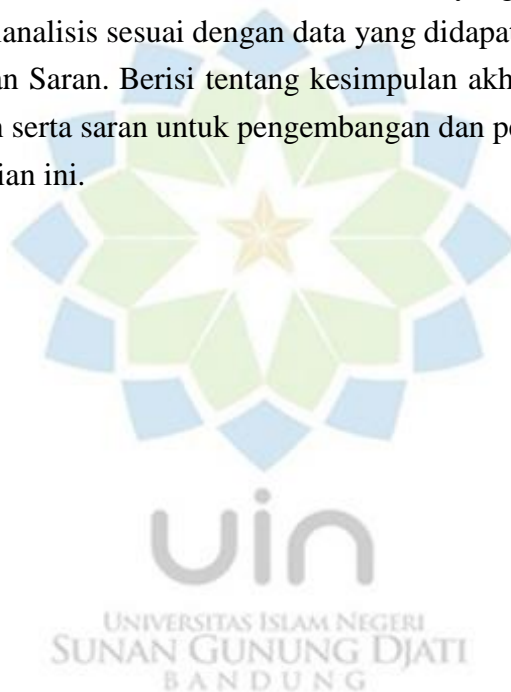 analisis sesuai dengan data yang didapat
an Saran. Berisi tentang kesimpulan akh
serta saran untuk pengembangan dan pe
ian ini.
uin
UNIVERSITAS ISLAM NEGERI
SUNAN GUNUNG DJATI
BANDUNG